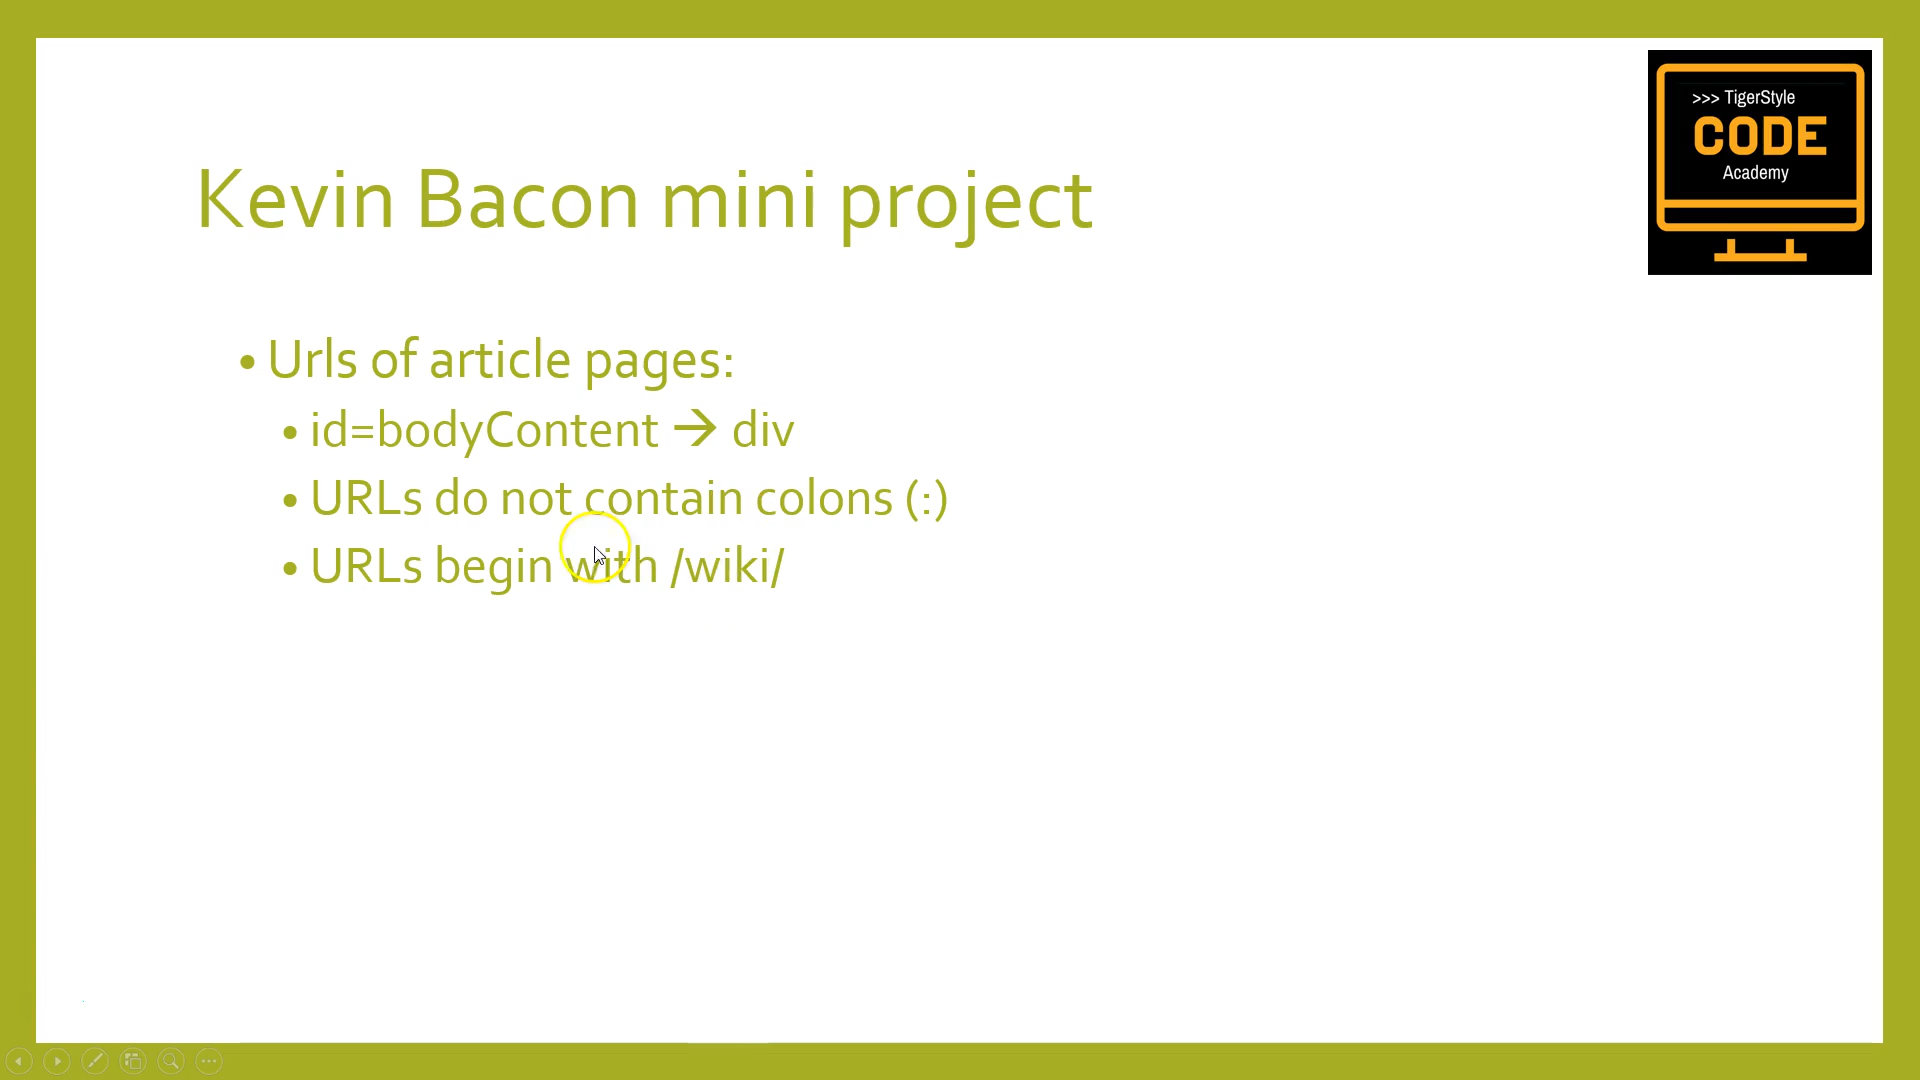 >>> TigerStyle
CODE
Academy
Kevin Bacon mini project
• Urls of article pages:
• id=bodyContent → div
• URLs do not contain colons (:)
• URLs begin with /wiki/